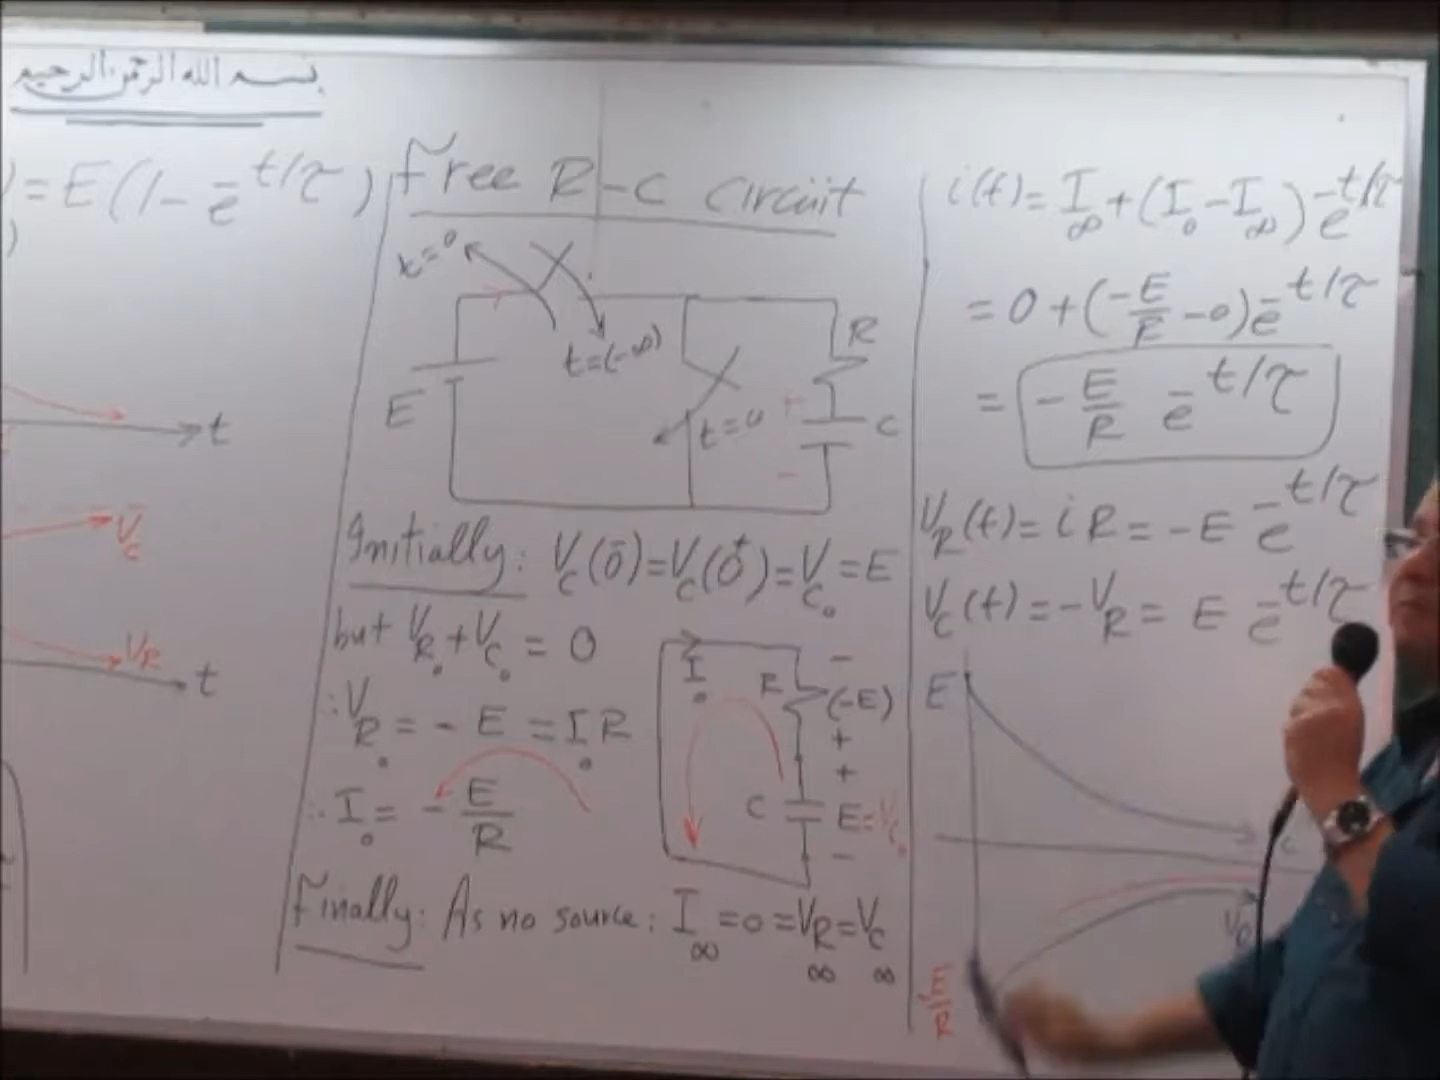 بسم الله الرحمن الرحيم
) = E(1 - e^-t/τ)
)
t
Vc
VR
t
Free R-C Circuit
t=0
t=(-∞)
E
R
+
C
t=0
-
Initially: Vc(0⁻)=Vc(0⁺)=Vc₀=E
but VR₀+Vc₀ = 0
∴ VR₀ = - E = I₀R
∴ I₀ = - E/R
I₀
R
-
(-E)
+
+
C
E=Vc₀
-
Finally: As no source: I∞ = 0 = VR∞ = Vc∞
i(t) = I∞ + (I₀ - I∞) e^-t/τ
= 0 + (-E/R - 0) e^-t/τ
= - E/R e^-t/τ
VR(t) = iR = -E e^-t/τ
Vc(t) = -VR = E e^-t/τ
E